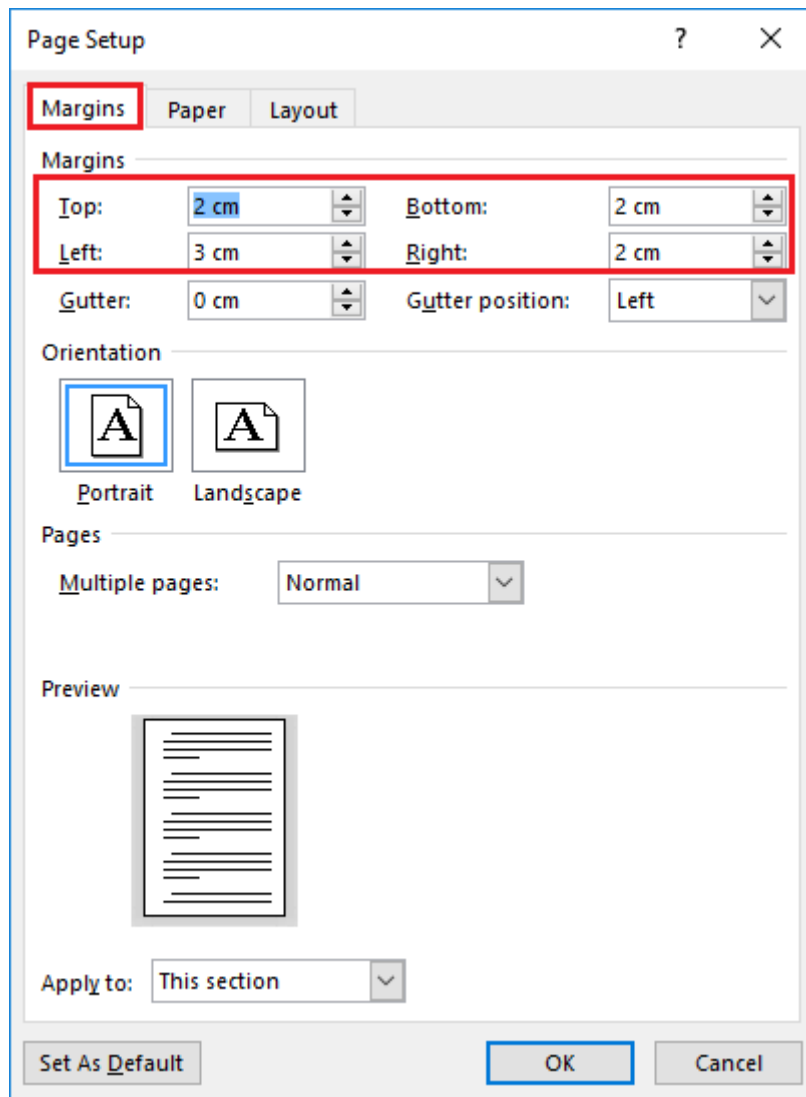 Page Setup ? ×
Margins Paper Layout
Margins
Top: 2 cm Bottom: 2 cm
Left: 3 cm Right: 2 cm
Gutter: 0 cm Gutter position: Left
Orientation
A A
Portrait Landscape
Pages
Multiple pages: Normal
Preview
Apply to: This section
Set As Default OK Cancel